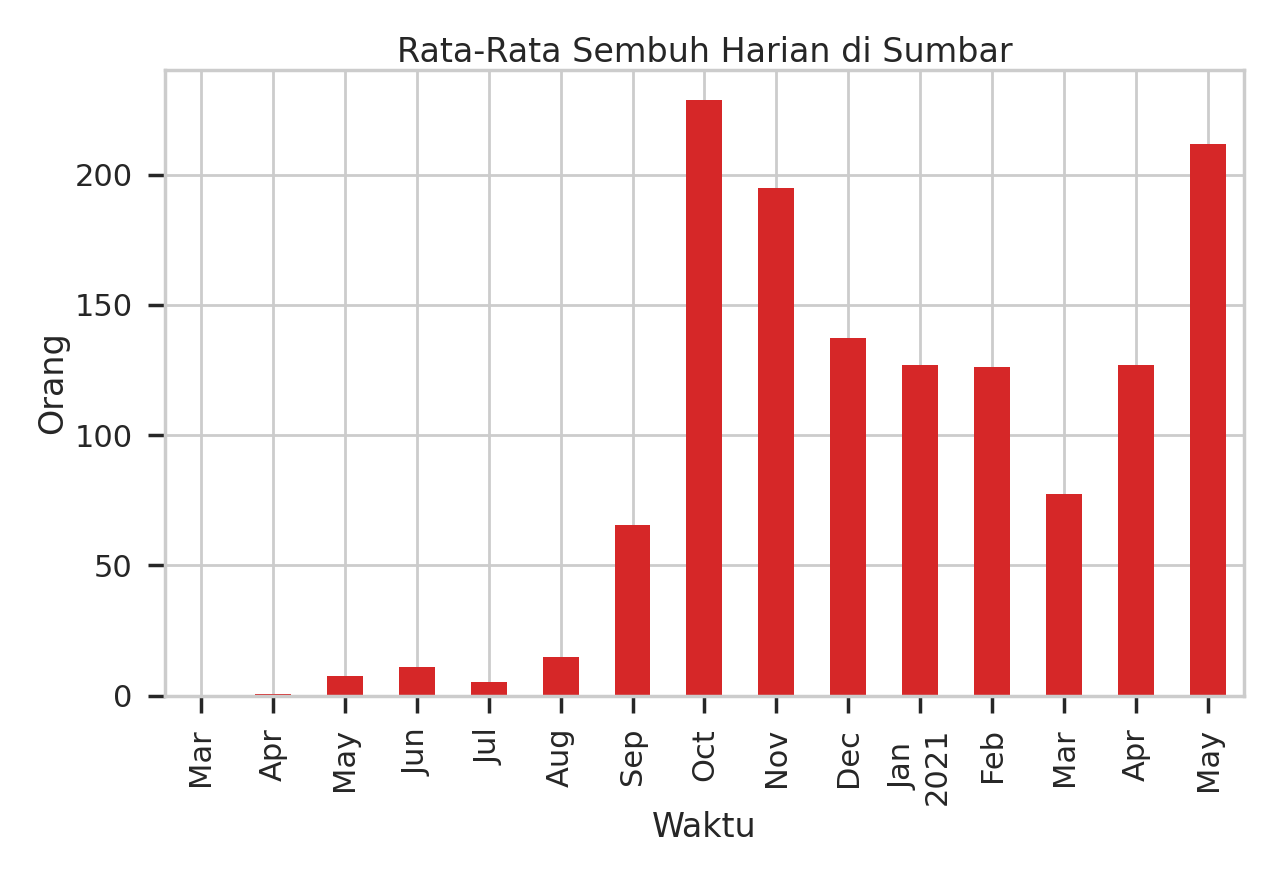 Rata-Rata Sembuh Harian di Sumbar
Orang
200
150
100
50
0
Mar
Apr
May
Jun
Jul
Aug
Sep
Oct
Nov
Dec
Jan
2021
Feb
Mar
Apr
May
Waktu